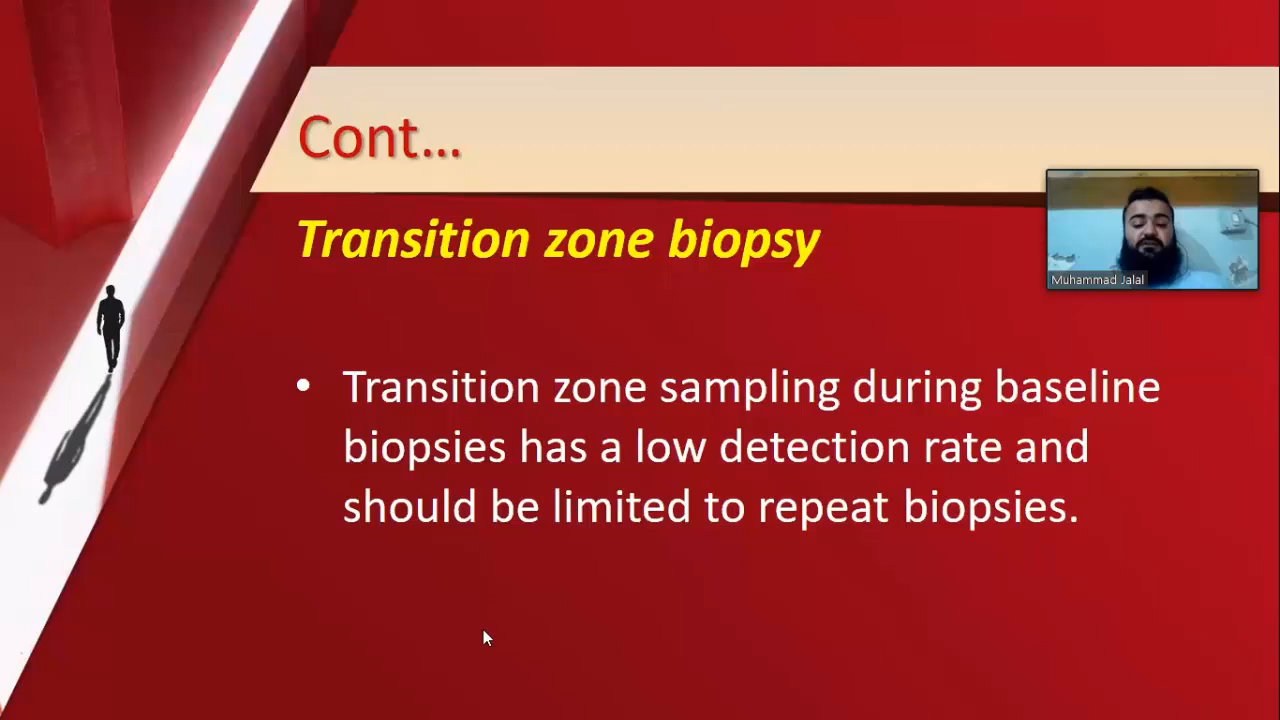 Cont...
Transition zone biopsy
Muhammad Jalal
• Transition zone sampling during baseline
biopsies has a low detection rate and
should be limited to repeat biopsies.